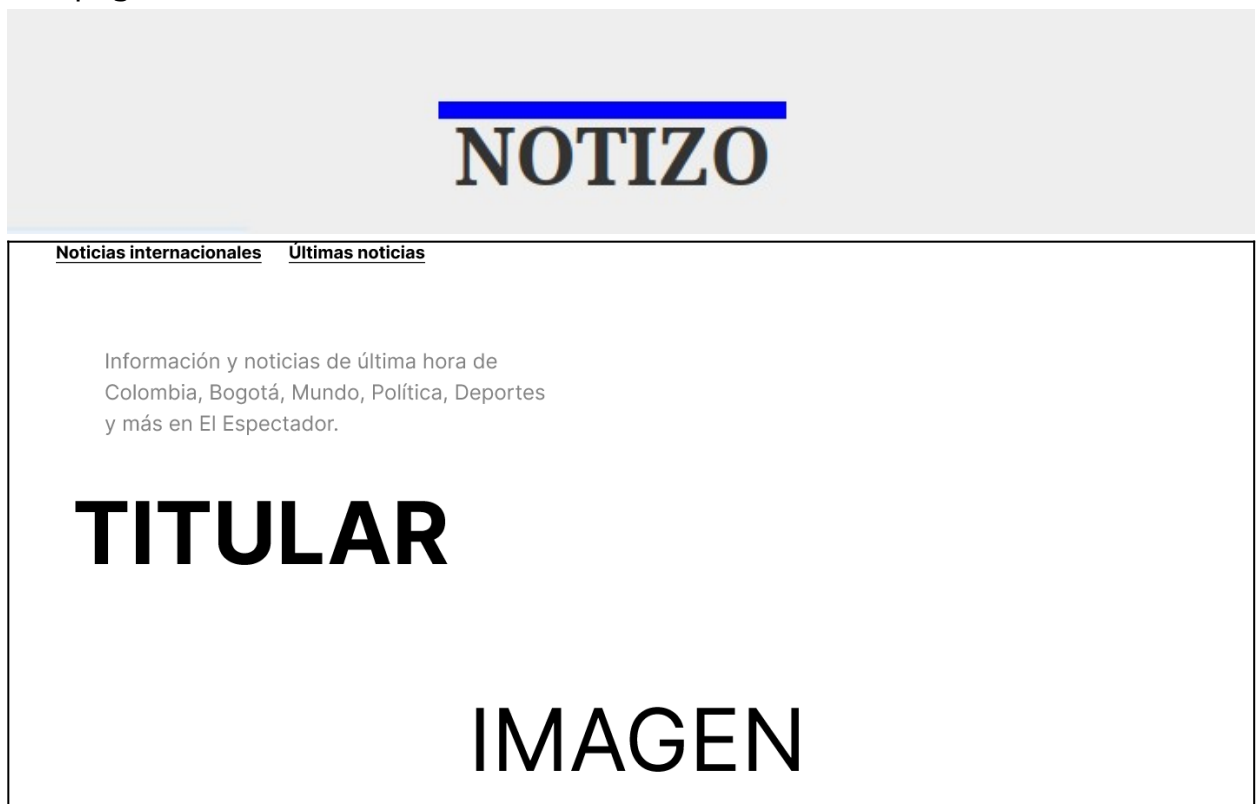 NOTIZO
Noticias internacionales Últimas noticias
Información y noticias de última hora de
Colombia, Bogotá, Mundo, Política, Deportes
y más en El Espectador.
TITULAR
IMAGEN